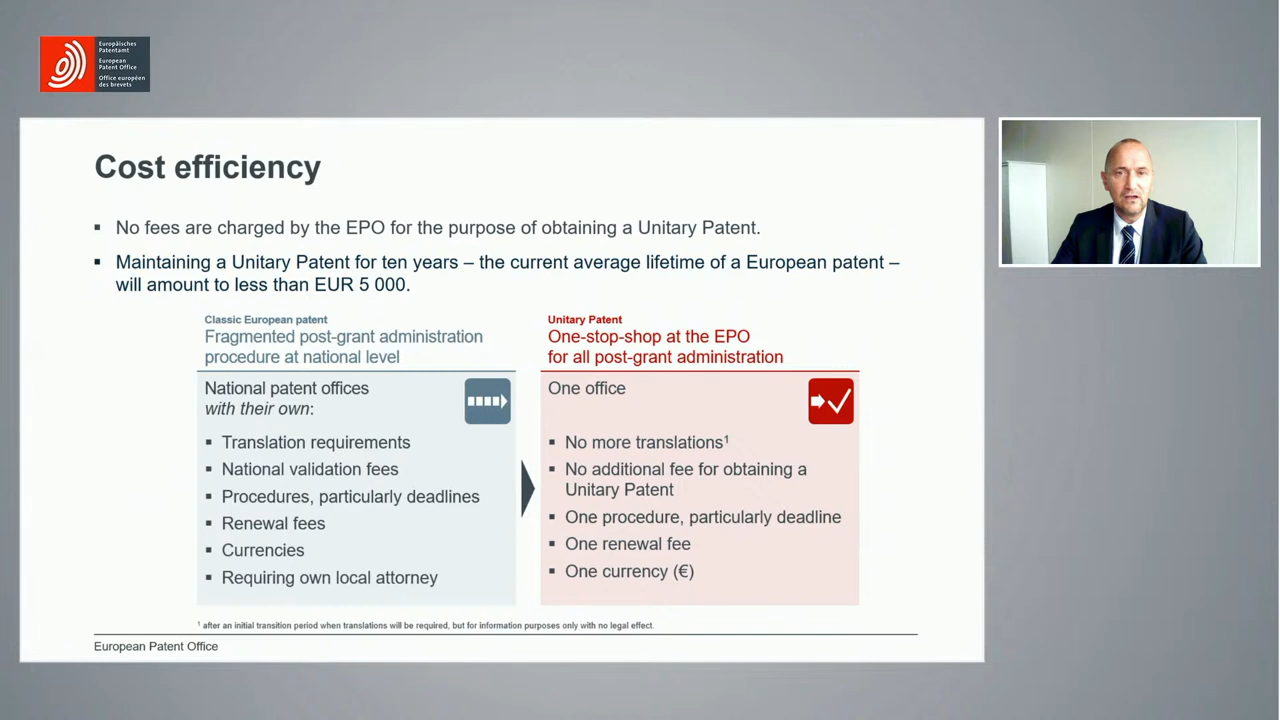 Europäisches
Patentamt
European
Patent Office
Office européen
des brevets
Cost efficiency
▪ No fees are charged by the EPO for the purpose of obtaining a Unitary Patent.
▪ Maintaining a Unitary Patent for ten years – the current average lifetime of a European patent –
will amount to less than EUR 5 000.
Classic European patent
Fragmented post-grant administration
procedure at national level
National patent offices
with their own:
▪ Translation requirements
▪ National validation fees
▪ Procedures, particularly deadlines
▪ Renewal fees
▪ Currencies
▪ Requiring own local attorney
Unitary Patent
One-stop-shop at the EPO
for all post-grant administration
One office
▪ No more translations¹
▪ No additional fee for obtaining a
Unitary Patent
▪ One procedure, particularly deadline
▪ One renewal fee
▪ One currency (€)
¹ after an initial transition period when translations will be required, but for information purposes only with no legal effect.
European Patent Office